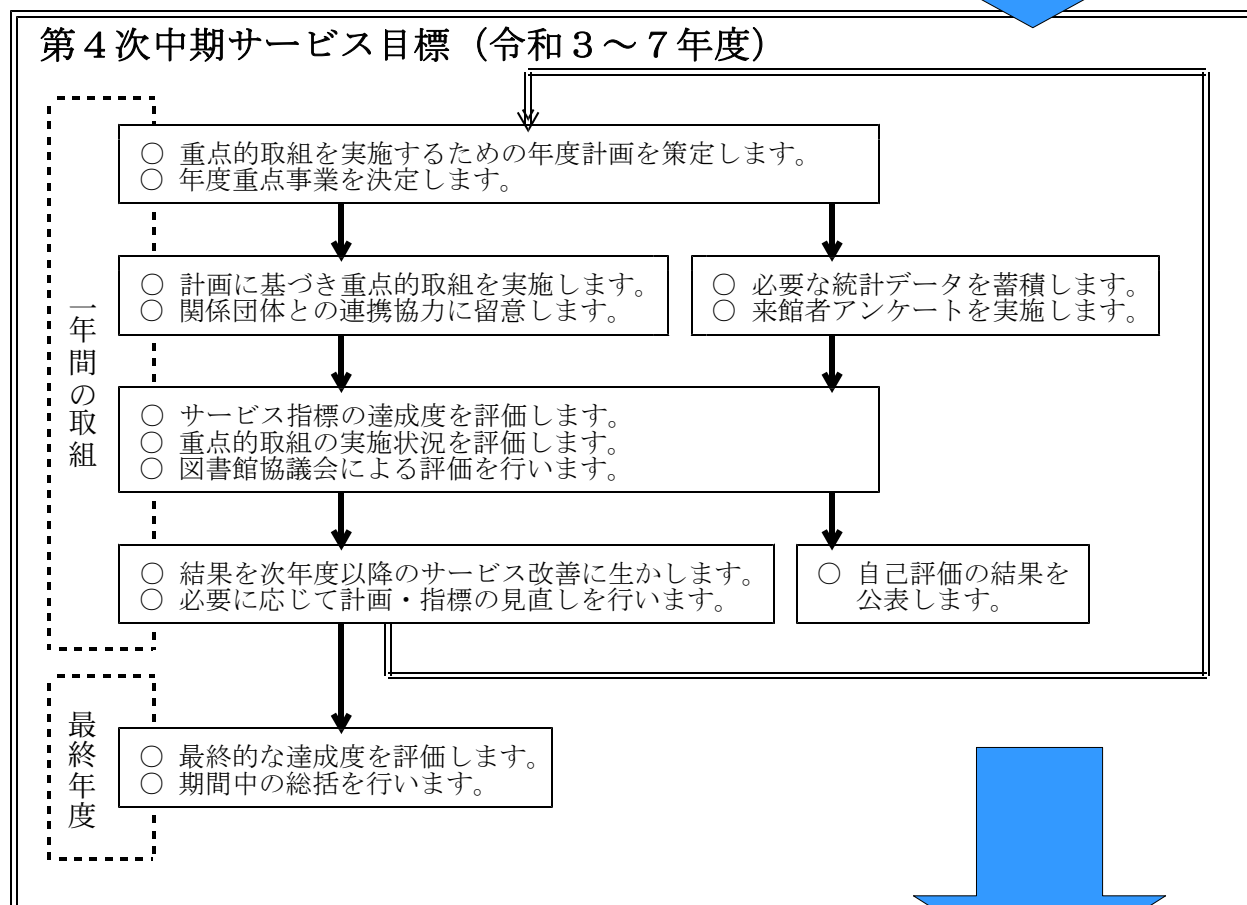 第４次中期サービス目標（令和３～７年度）
一年間の取組
○ 重点的取組を実施するための年度計画を策定します。
○ 年度重点事業を決定します。
○ 計画に基づき重点的取組を実施します。
○ 関係団体との連携協力に留意します。
○ 必要な統計データを蓄積します。
○ 来館者アンケートを実施します。
○ サービス指標の達成度を評価します。
○ 重点的取組の実施状況を評価します。
○ 図書館協議会による評価を行います。
○ 結果を次年度以降のサービス改善に生かします。
○ 必要に応じて計画・指標の見直しを行います。
○ 自己評価の結果を
公表します。
最終年度
○ 最終的な達成度を評価します。
○ 期間中の総括を行います。